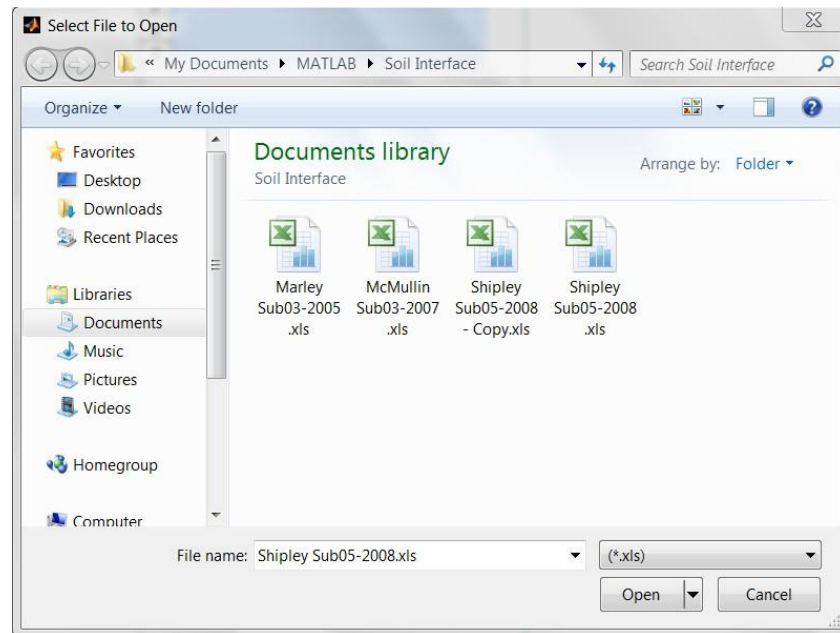 Select File to Open
« My Documents ▸ MATLAB ▸ Soil Interface
Search Soil Interface
Organize
New folder
Favorites
Desktop
Downloads
Recent Places
Libraries
Documents
Music
Pictures
Videos
Homegroup
Computer
Documents library
Soil Interface
Arrange by: Folder
Marley
Sub03-2005
.xls
McMullin
Sub03-2007
.xls
Shipley
Sub05-2008
- Copy.xls
Shipley
Sub05-2008
.xls
File name: Shipley Sub05-2008.xls
(*.xls)
Open
Cancel